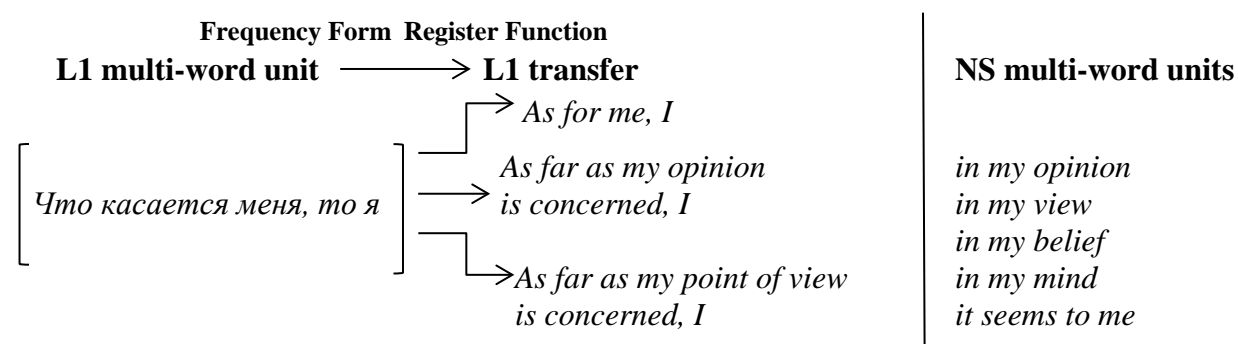 Frequency Form Register Function
L1 multi-word unit L1 transfer NS multi-word units
As for me, I
As far as my opinion in my opinion
Что касается меня, то я is concerned, I in my view
in my belief
As far as my point of view in my mind
is concerned, I it seems to me